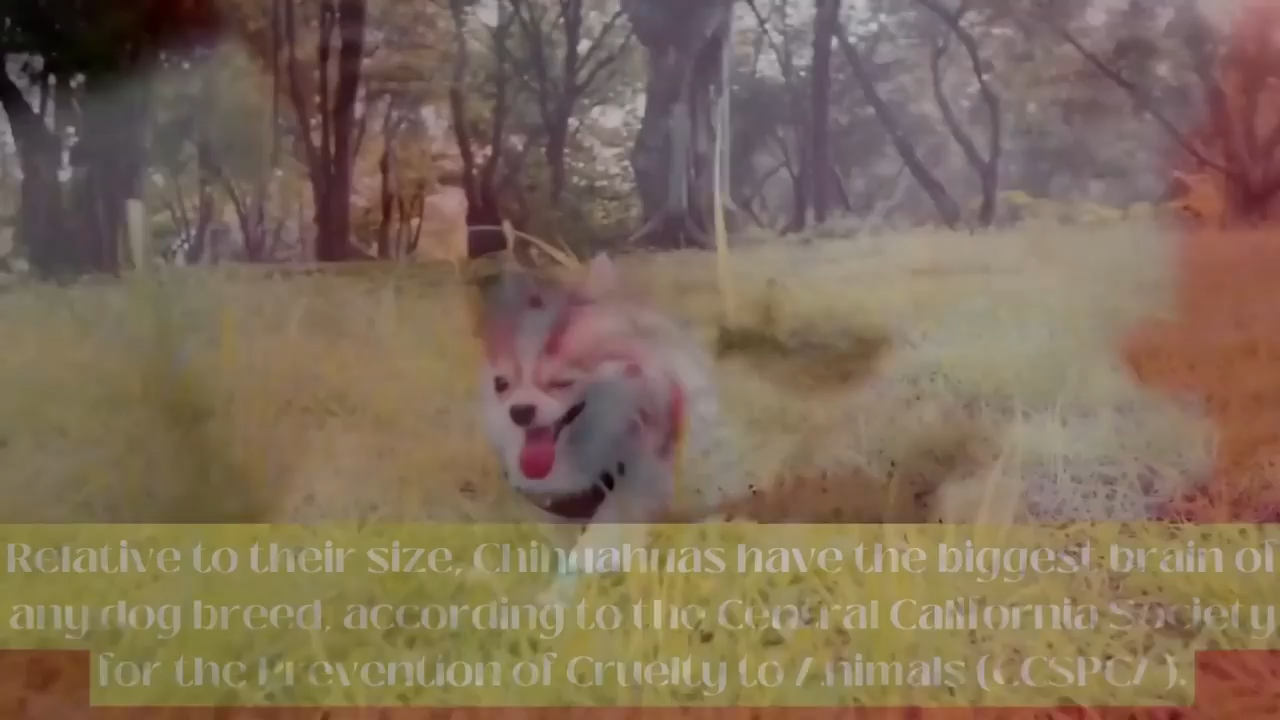 Relative to their size, Chihuahuas have the biggest brain of
any dog breed, according to the Central California Society
for the Prevention of Cruelty to Animals (CCSPCA).